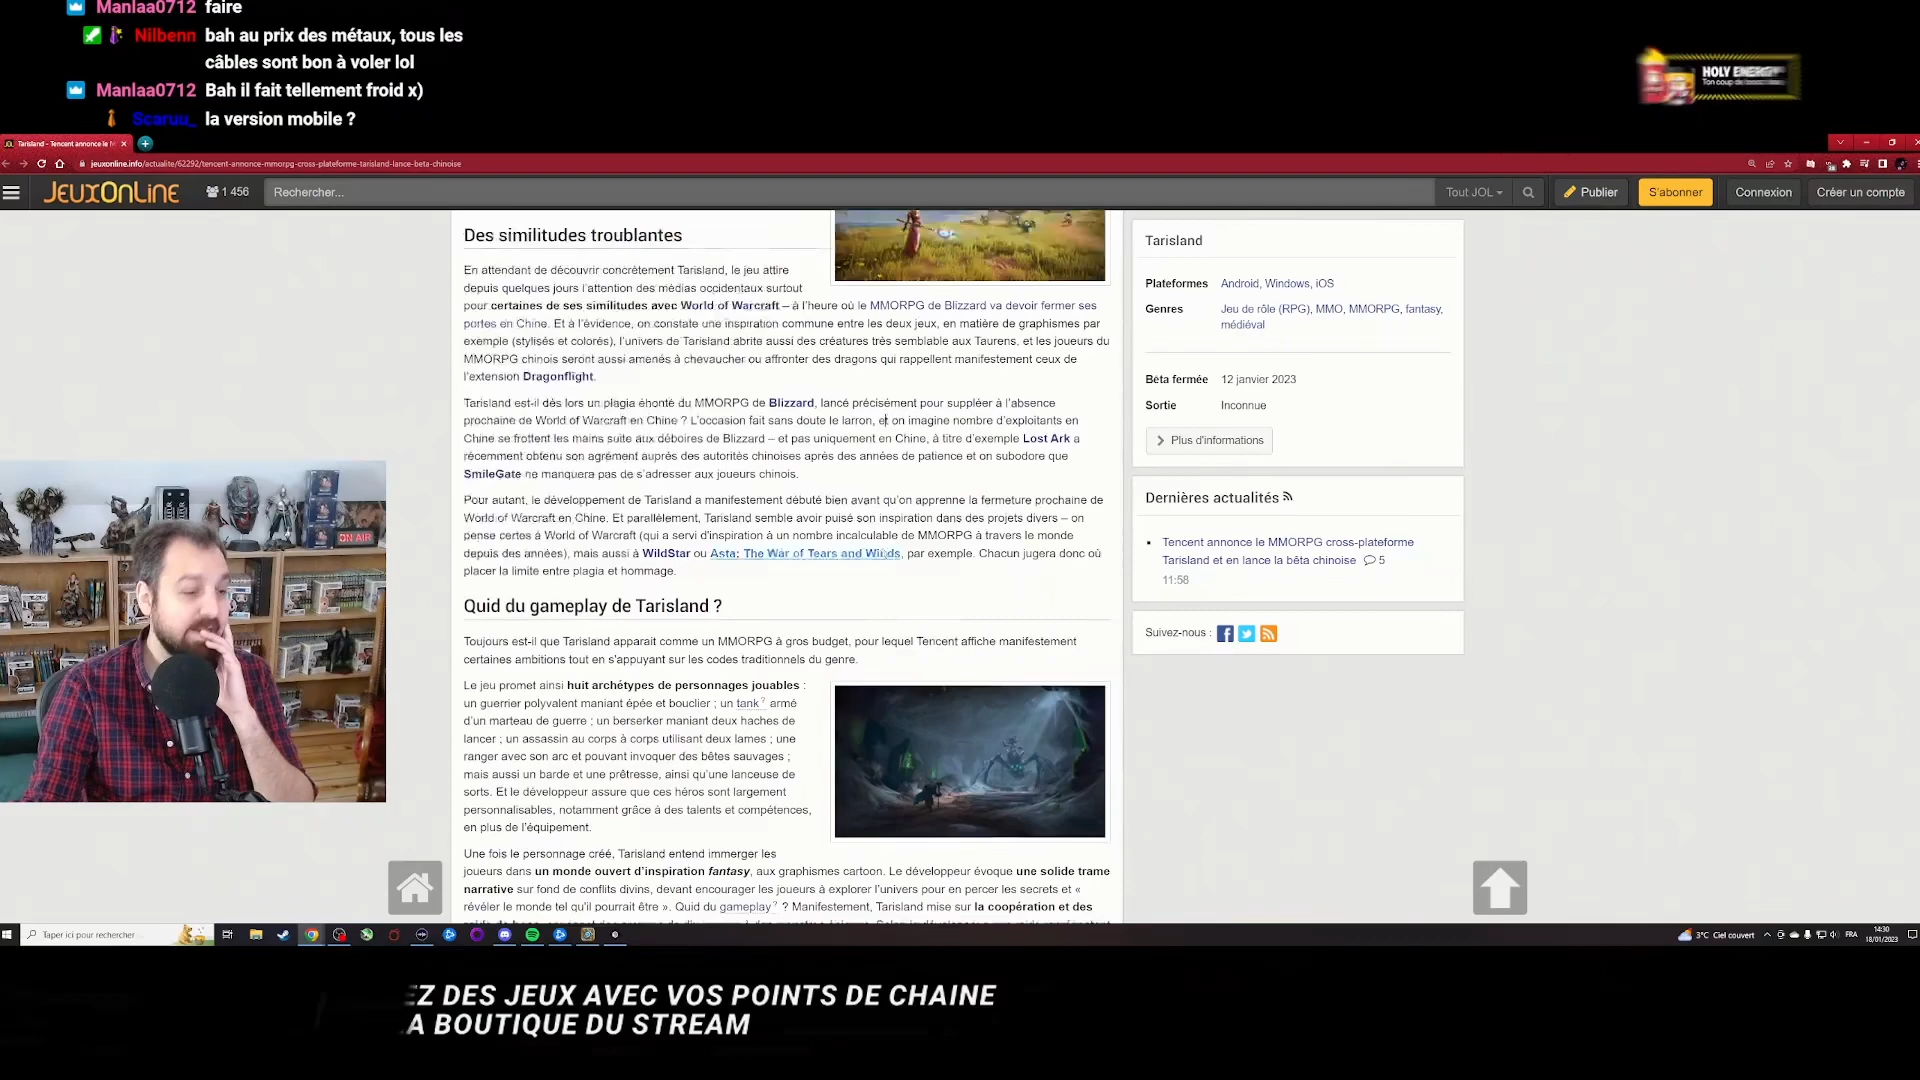 Manlaa0712 faire
Nilbenn bah au prix des métaux, tous les
câbles sont bon à voler lol
Manlaa0712 Bah il fait tellement froid x)
Scaruu_ la version mobile ?
HOLY ENERGY
Tarisland - Tencent annonce le
jeuxonline.info/actualite/62292/tencent-annonce-mmorpg-cross-plateforme-tarisland-lance-beta-chinoise
JEUXONLINE
1 456
Rechercher...
Tout JOL
Publier
S'abonner
Connexion
Créer un compte
Des similitudes troublantes
En attendant de découvrir concrètement Tarisland, le jeu attire
depuis quelques jours l'attention des médias occidentaux surtout
pour certaines de ses similitudes avec World of Warcraft – à l'heure où le MMORPG de Blizzard va devoir fermer ses
portes en Chine. Et à l'évidence, on constate une inspiration commune entre les deux jeux, en matière de graphismes par
exemple (stylisés et colorés), l'univers de Tarisland abrite aussi des créatures très semblable aux Taurens, et les joueurs du
MMORPG chinois seront aussi amenés à chevaucher ou affronter des dragons qui rappellent manifestement ceux de
l'extension Dragonflight.
Tarisland est-il dès lors un plagia éhonté du MMORPG de Blizzard, lancé précisément pour suppléer à l'absence
prochaine de World of Warcraft en Chine ? L'occasion fait sans doute le larron, et on imagine nombre d'exploitants en
Chine se frottent les mains suite aux déboires de Blizzard – et pas uniquement en Chine, à titre d'exemple Lost Ark a
récemment obtenu son agrément auprès des autorités chinoises après des années de patience et on subodore que
SmileGate ne manquera pas de s'adresser aux joueurs chinois.
Pour autant, le développement de Tarisland a manifestement débuté bien avant qu'on apprenne la fermeture prochaine de
World of Warcraft en Chine. Et parallèlement, Tarisland semble avoir puisé son inspiration dans des projets divers – on
pense certes à World of Warcraft (qui a servi d'inspiration à un nombre incalculable de MMORPG à travers le monde
depuis des années), mais aussi à WildStar ou Asta: The War of Tears and Winds, par exemple. Chacun jugera donc où
placer la limite entre plagia et hommage.
Quid du gameplay de Tarisland ?
Toujours est-il que Tarisland apparait comme un MMORPG à gros budget, pour lequel Tencent affiche manifestement
certaines ambitions tout en s'appuyant sur les codes traditionnels du genre.
Le jeu promet ainsi huit archétypes de personnages jouables :
un guerrier polyvalent maniant épée et bouclier ; un tank ? armé
d'un marteau de guerre ; un berserker maniant deux haches de
lancer ; un assassin au corps à corps utilisant deux lames ; une
ranger avec son arc et pouvant invoquer des bêtes sauvages ;
mais aussi un barde et une prêtresse, ainsi qu'une lanceuse de
sorts. Et le développeur assure que ces héros sont largement
personnalisables, notamment grâce à des talents et compétences,
en plus de l'équipement.
Une fois le personnage créé, Tarisland entend immerger les
joueurs dans un monde ouvert d'inspiration fantasy, aux graphismes cartoon. Le développeur évoque une solide trame
narrative sur fond de conflits divins, devant encourager les joueurs à explorer l'univers pour en percer les secrets et «
révéler le monde tel qu'il pourrait être ». Quid du gameplay ? ? Manifestement, Tarisland mise sur la coopération et des
Tarisland
Plateformes Android, Windows, iOS
Genres Jeu de rôle (RPG), MMO, MMORPG, fantasy,
médiéval
Bêta fermée 12 janvier 2023
Sortie Inconnue
Plus d'informations
Dernières actualités
Tencent annonce le MMORPG cross-plateforme
Tarisland et en lance la bêta chinoise 5
11:58
Suivez-nous :
ON AIR
Taper ici pour rechercher
3°C Ciel couvert
FRA
14:30
18/01/2023
EZ DES JEUX AVEC VOS POINTS DE CHAINE
A BOUTIQUE DU STREAM